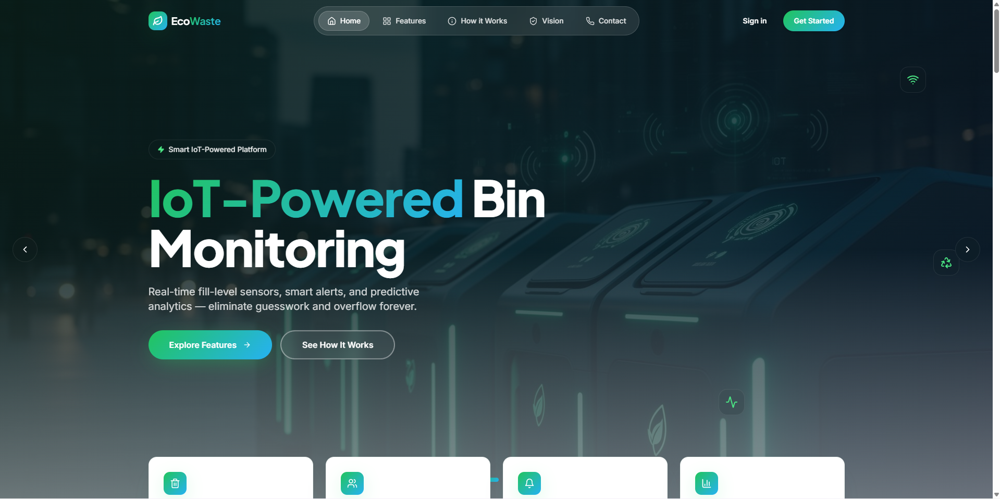 EcoWaste
Home
Features
How it Works
Vision
Contact
Sign in
Get Started
Smart IoT-Powered Platform
IoT-Powered Bin
Monitoring
Real-time fill-level sensors, smart alerts, and predictive
analytics — eliminate guesswork and overflow forever.
Explore Features
See How It Works
IOT